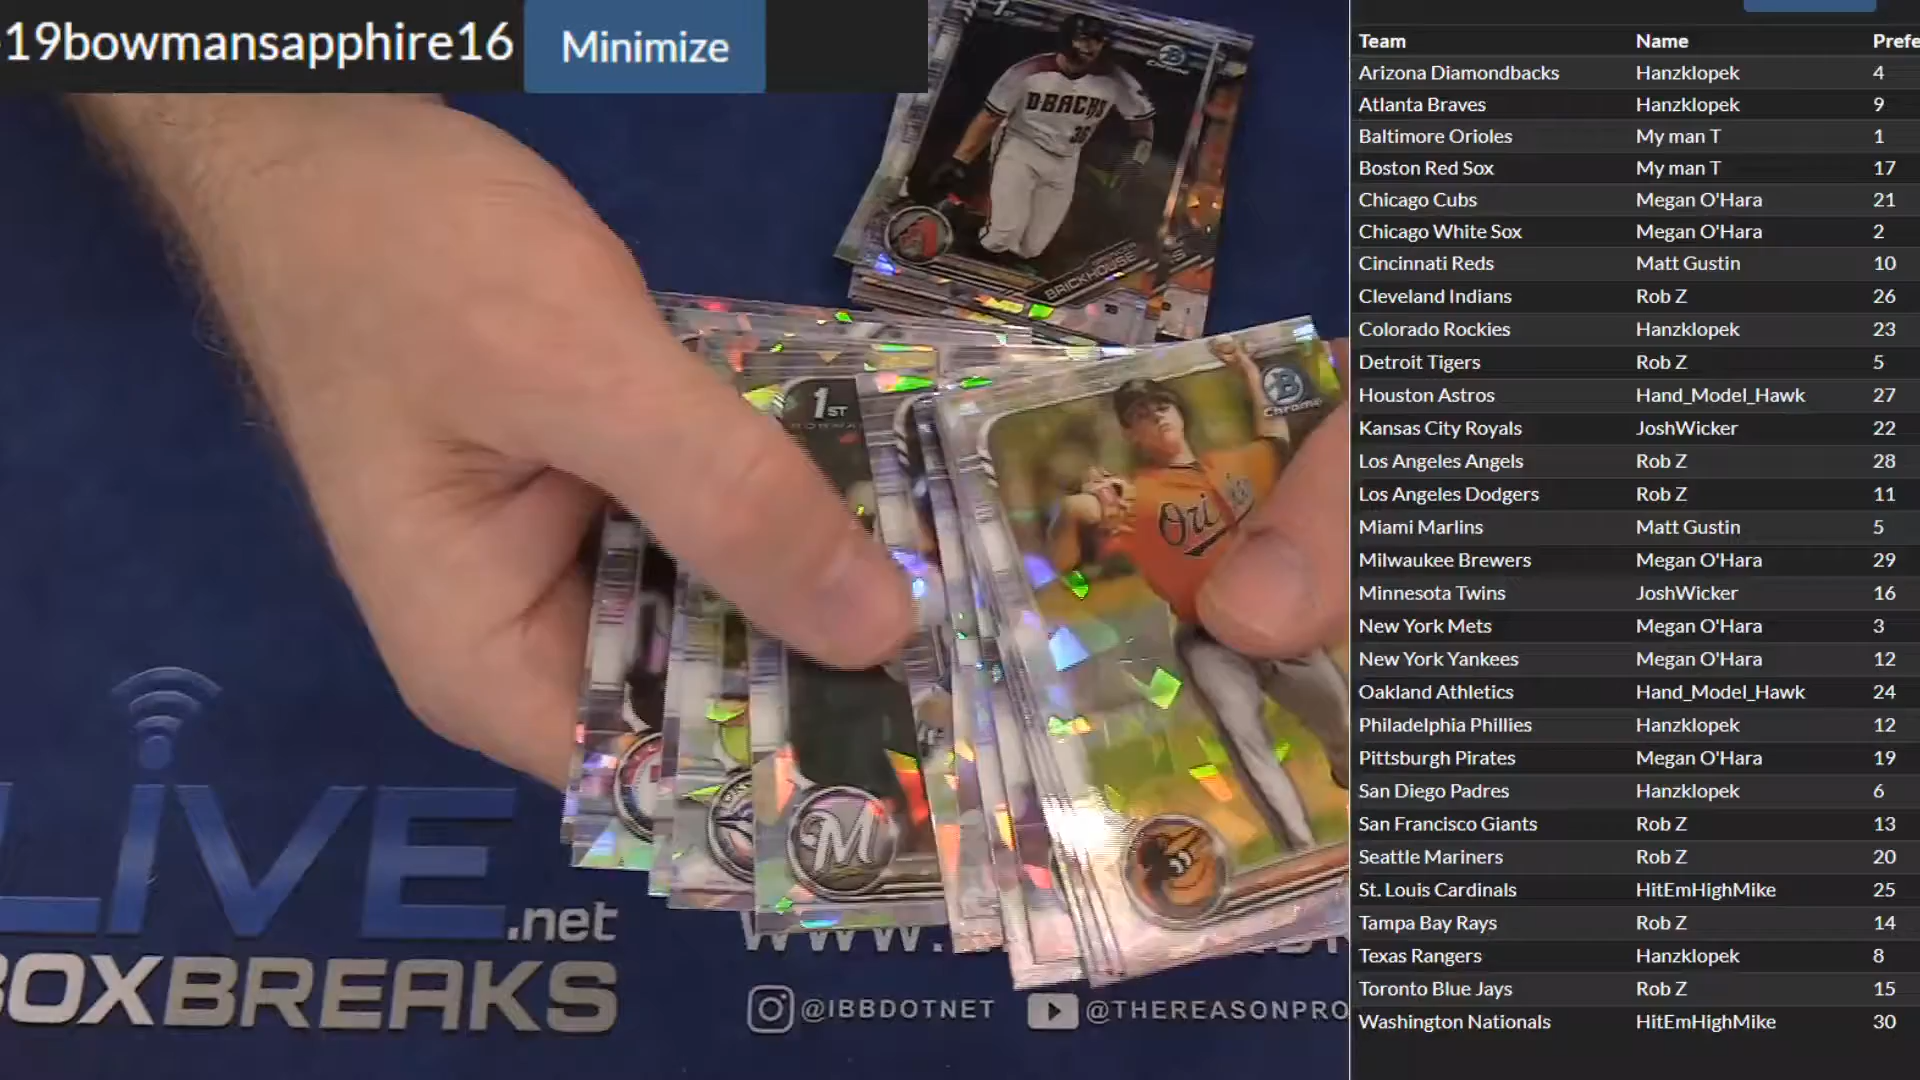 19bowmansapphire16 Minimize
1ST
Chrome
D-BACKS
36
BRICKHOUSE
1ST
Chrome
M
LIVE
.net
BOXBREAKS
WWW.
@IBBDOTNET @THEREASONPRO
Team Name Prefe
Arizona Diamondbacks Hanzklopek 4
Atlanta Braves Hanzklopek 9
Baltimore Orioles My man T 1
Boston Red Sox My man T 17
Chicago Cubs Megan O'Hara 21
Chicago White Sox Megan O'Hara 2
Cincinnati Reds Matt Gustin 10
Cleveland Indians Rob Z 26
Colorado Rockies Hanzklopek 23
Detroit Tigers Rob Z 5
Houston Astros Hand_Model_Hawk 27
Kansas City Royals JoshWicker 22
Los Angeles Angels Rob Z 28
Los Angeles Dodgers Rob Z 11
Miami Marlins Matt Gustin 5
Milwaukee Brewers Megan O'Hara 29
Minnesota Twins JoshWicker 16
New York Mets Megan O'Hara 3
New York Yankees Megan O'Hara 12
Oakland Athletics Hand_Model_Hawk 24
Philadelphia Phillies Hanzklopek 12
Pittsburgh Pirates Megan O'Hara 19
San Diego Padres Hanzklopek 6
San Francisco Giants Rob Z 13
Seattle Mariners Rob Z 20
St. Louis Cardinals HitEmHighMike 25
Tampa Bay Rays Rob Z 14
Texas Rangers Hanzklopek 8
Toronto Blue Jays Rob Z 15
Washington Nationals HitEmHighMike 30